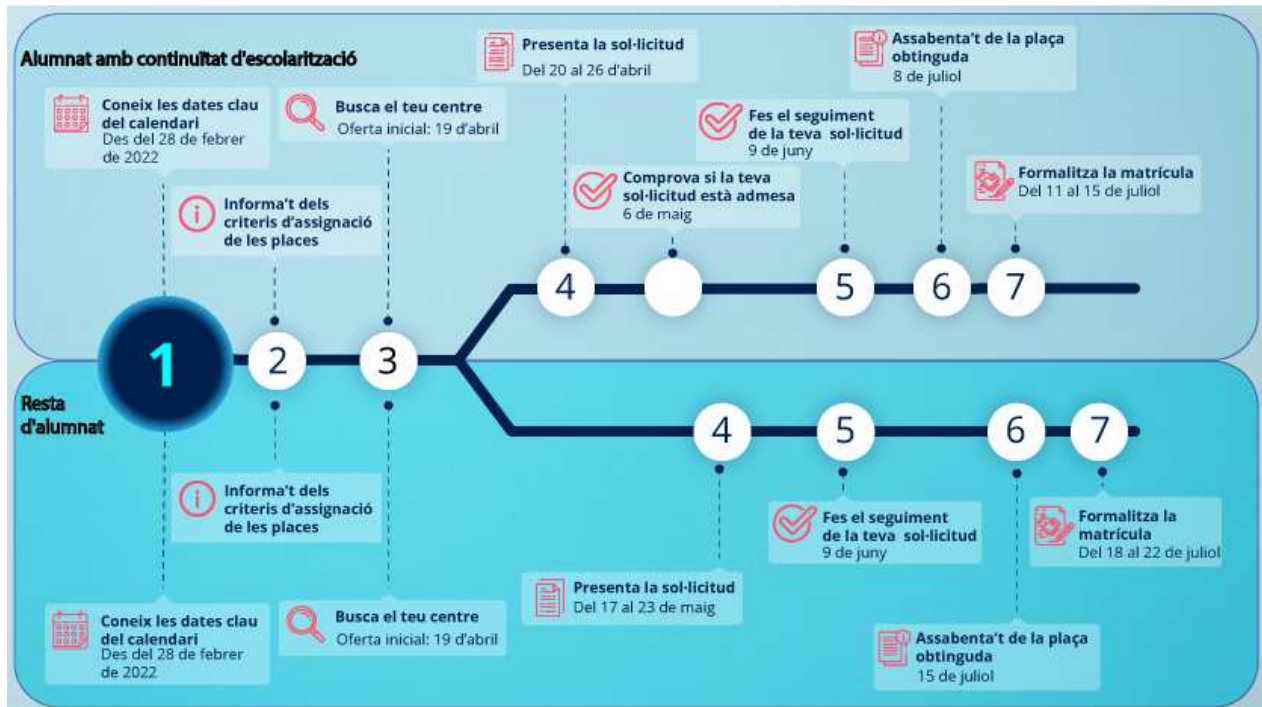 Alumnat amb continuïtat d'escolarització
Coneix les dates clau
del calendari
Des del 28 de febrer
de 2022
Informa't dels
criteris d'assignació
de les places
Busca el teu centre
Oferta inicial: 19 d'abril
Presenta la sol·licitud
Del 20 al 26 d'abril
Comprova si la teva
sol·licitud està admesa
6 de maig
Fes el seguiment
de la teva sol·licitud
9 de juny
Assabenta't de la plaça
obtinguda
8 de juliol
Formalitza la matrícula
Del 11 al 15 de juliol
4
5
6
7
1
2
3
Resta
d'alumnat
4
5
6
7
Coneix les dates clau
del calendari
Des del 28 de febrer
de 2022
Informa't dels
criteris d'assignació
de les places
Busca el teu centre
Oferta inicial: 19 d'abril
Presenta la sol·licitud
Del 17 al 23 de maig
Fes el seguiment
de la teva sol·licitud
9 de juny
Assabenta't de la plaça
obtinguda
15 de juliol
Formalitza la
matrícula
Del 18 al 22 de juliol